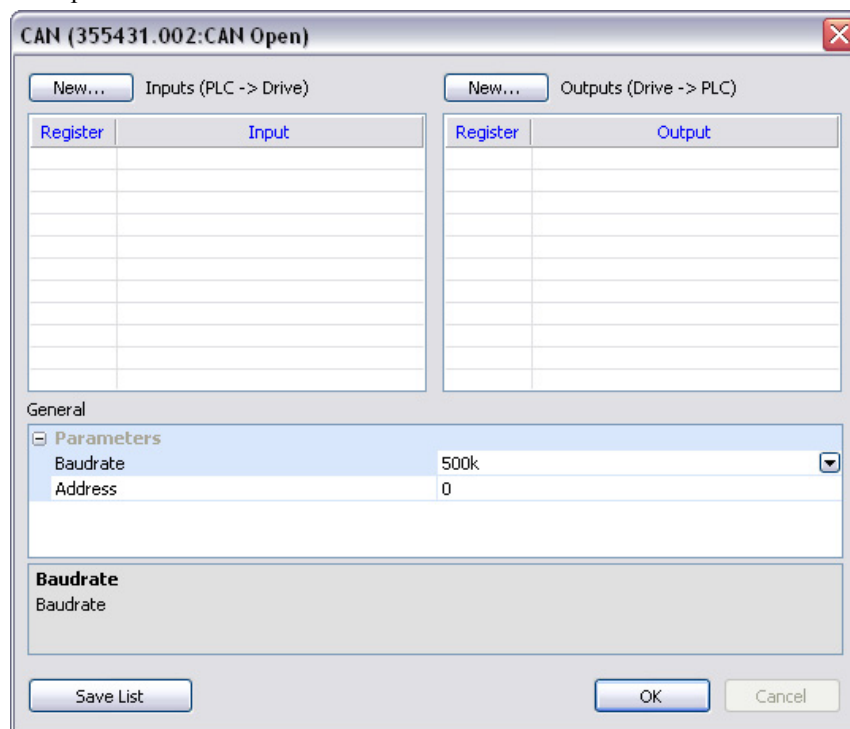 CAN (355431.002:CAN Open)
New... Inputs (PLC -> Drive) New... Outputs (Drive -> PLC)
Register Input Register Output
General
Parameters
Baudrate 500k
Address 0
Baudrate
Baudrate
Save List OK Cancel